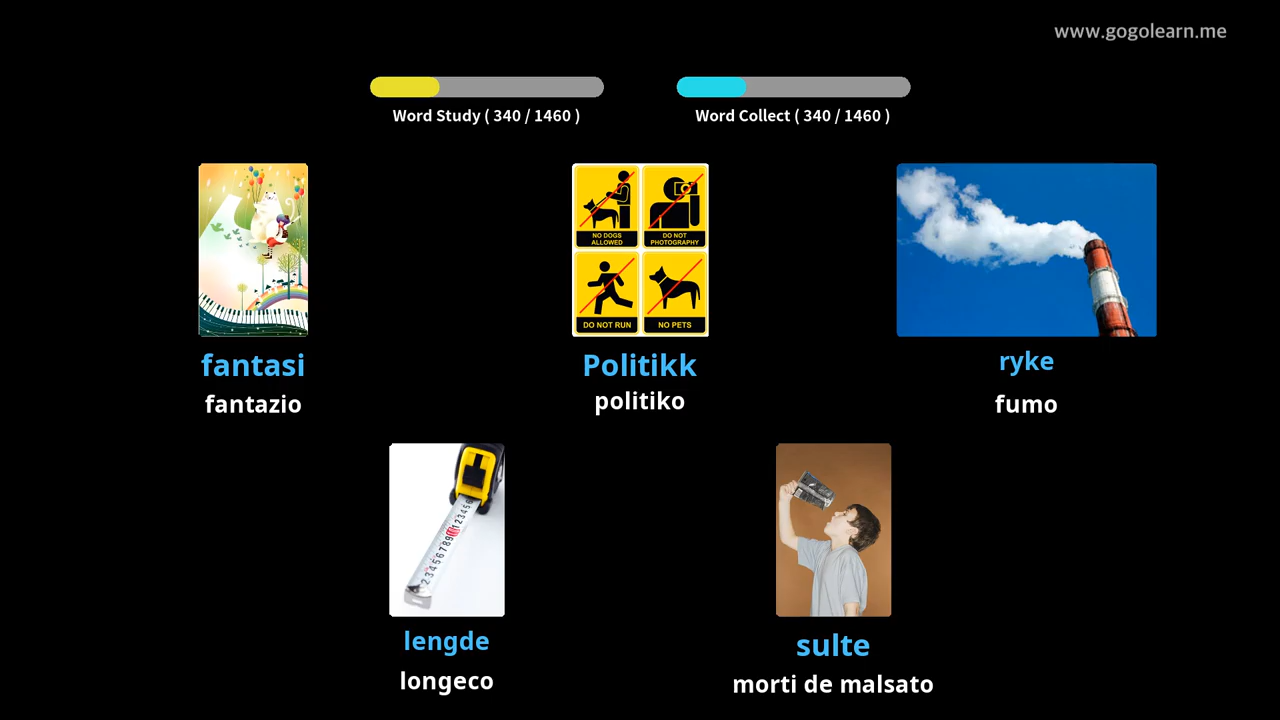 www.gogolearn.me
Word Study ( 340 / 1460 )
Word Collect ( 340 / 1460 )
NO DOGS
ALLOWED
DO NOT
PHOTOGRAPHY
DO NOT RUN
NO PETS
fantasi
fantazio
Politikk
politiko
ryke
fumo
lengde
longeco
sulte
morti de malsato